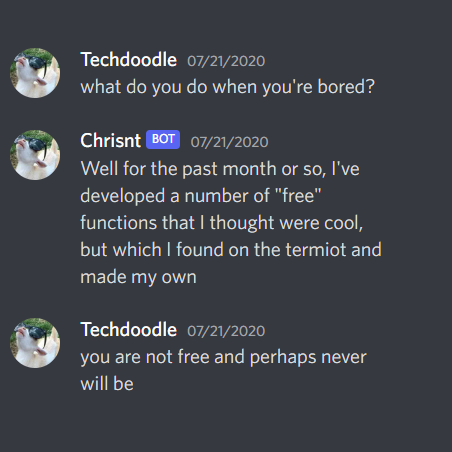 Techdoodle 07/21/2020
what do you do when you're bored?
Chrisnt BOT 07/21/2020
Well for the past month or so, I've
developed a number of "free"
functions that I thought were cool,
but which I found on the termiot and
made my own
Techdoodle 07/21/2020
you are not free and perhaps never
will be